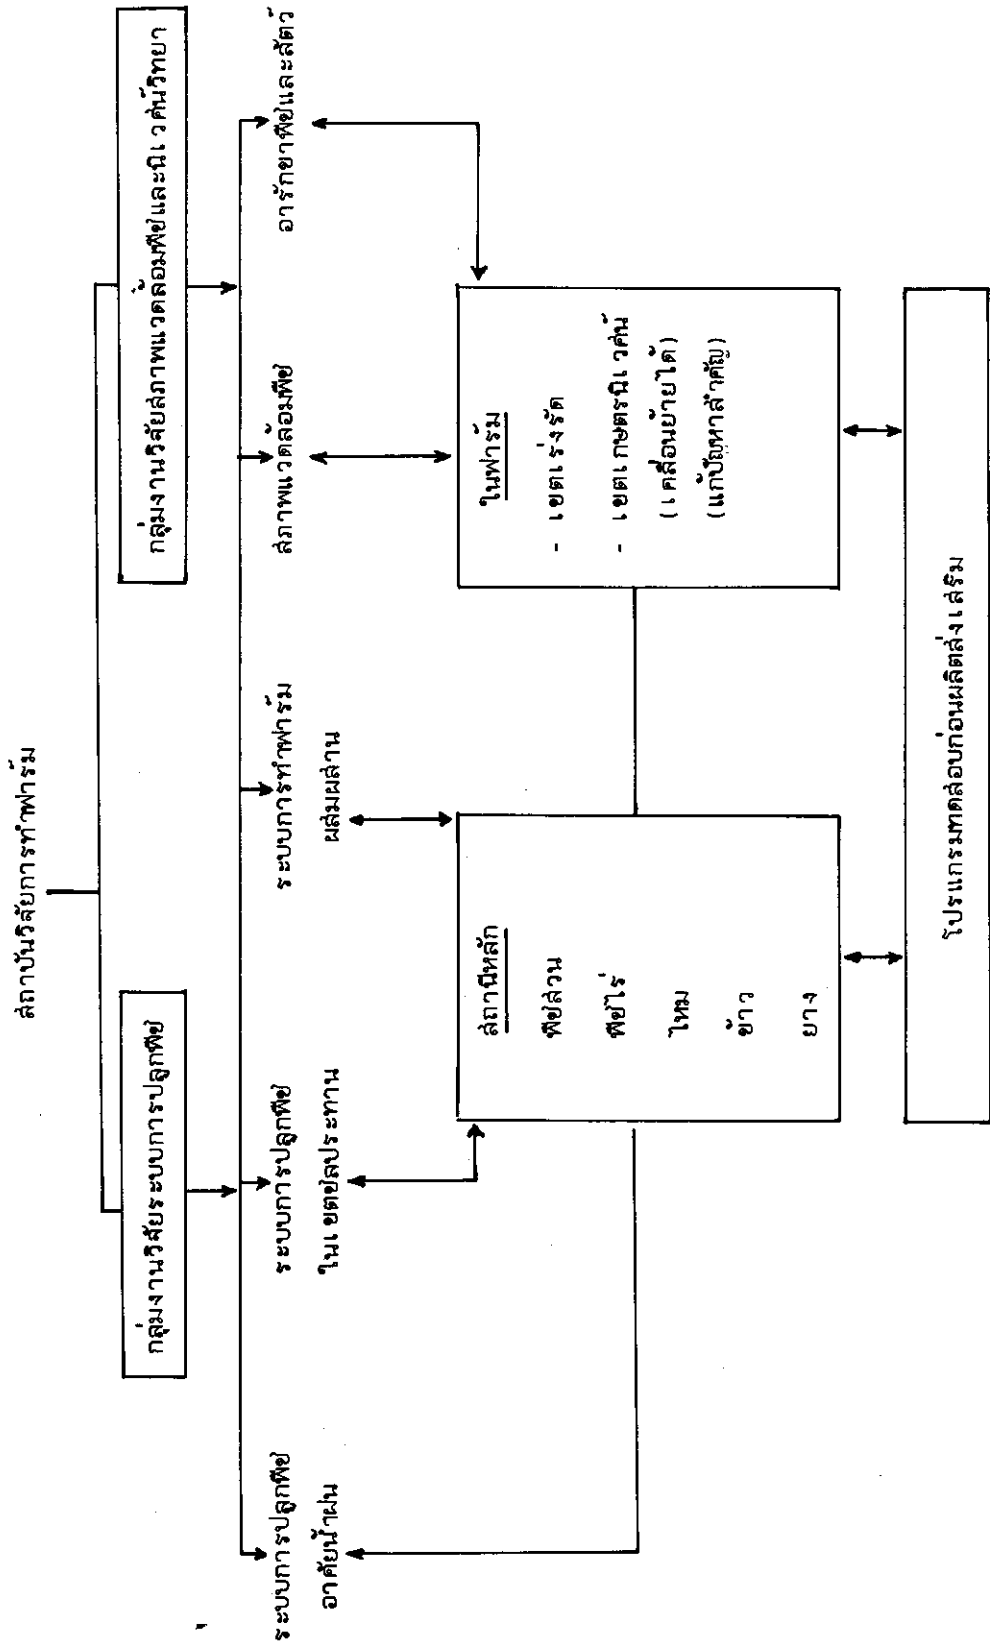 สถาบันวิจัยการทำฟาร์ม
กลุ่มงานวิจัยระบบการปลูกพืช
กลุ่มงานวิจัยสภาพแวดล้อมพืชและนิเวศน์วิทยา
ระบบการปลูกพืช
อาศัยน้ำฝน
ระบบการปลูกพืช
ในเขตชลประทาน
ระบบการทำฟาร์ม
ผสมผสาน
สภาพแวดล้อมพืช
อารักขาพืชและสัตว์
สถานีหลัก
พืชสวน
พืชไร่
ไหม
ข้าว
ยาง
ในฟาร์ม
- เขตเร่งรัด
- เขตเกษตรนิเวศน์
(เคลื่อนย้ายได้)
(แก้ปัญหาสำคัญ)
โปรแกรมทดสอบก่อนผลิตส่งเสริม